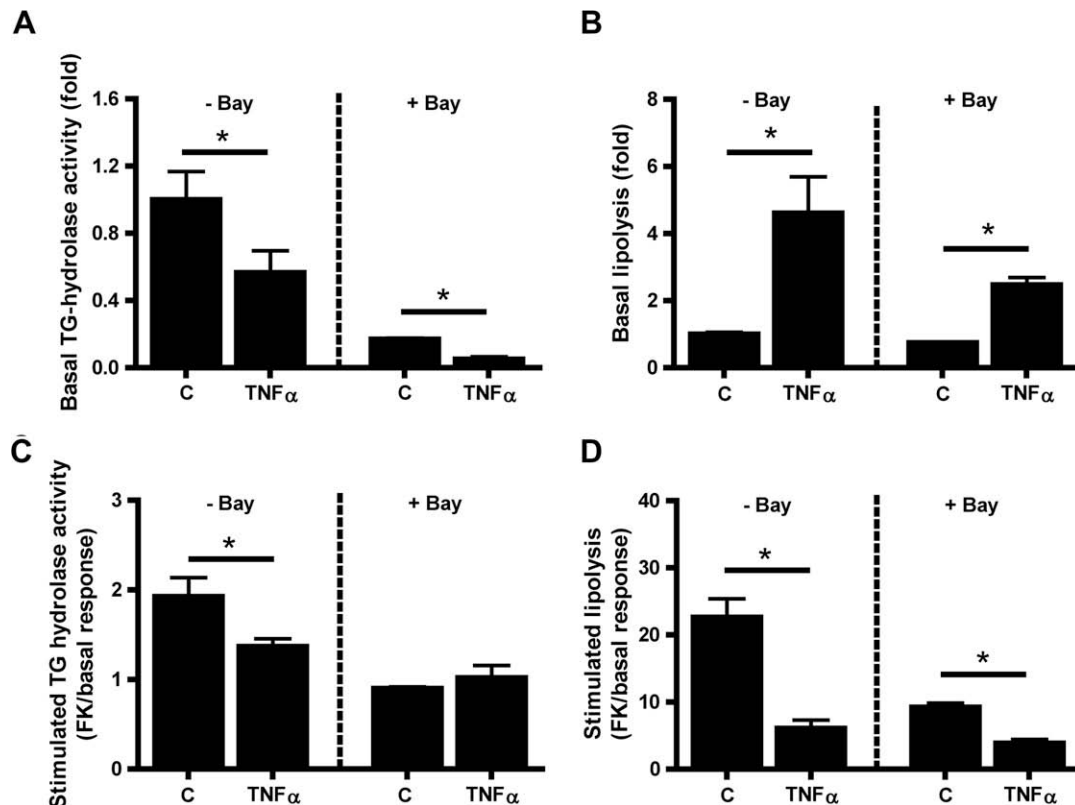 A
Basal TG-hydrolase activity (fold)
1.6
1.2
0.8
0.4
0.0
- Bay
+ Bay
*
*
C
TNFα
C
TNFα
B
Basal lipolysis (fold)
8
6
4
2
0
- Bay
+ Bay
*
*
C
TNFα
C
TNFα
C
Stimulated TG hydrolase activity
(FK/basal response)
3
2
1
0
- Bay
+ Bay
*
C
TNFα
C
TNFα
D
Stimulated lipolysis
(FK/basal response)
40
30
20
10
0
- Bay
+ Bay
*
*
C
TNFα
C
TNFα